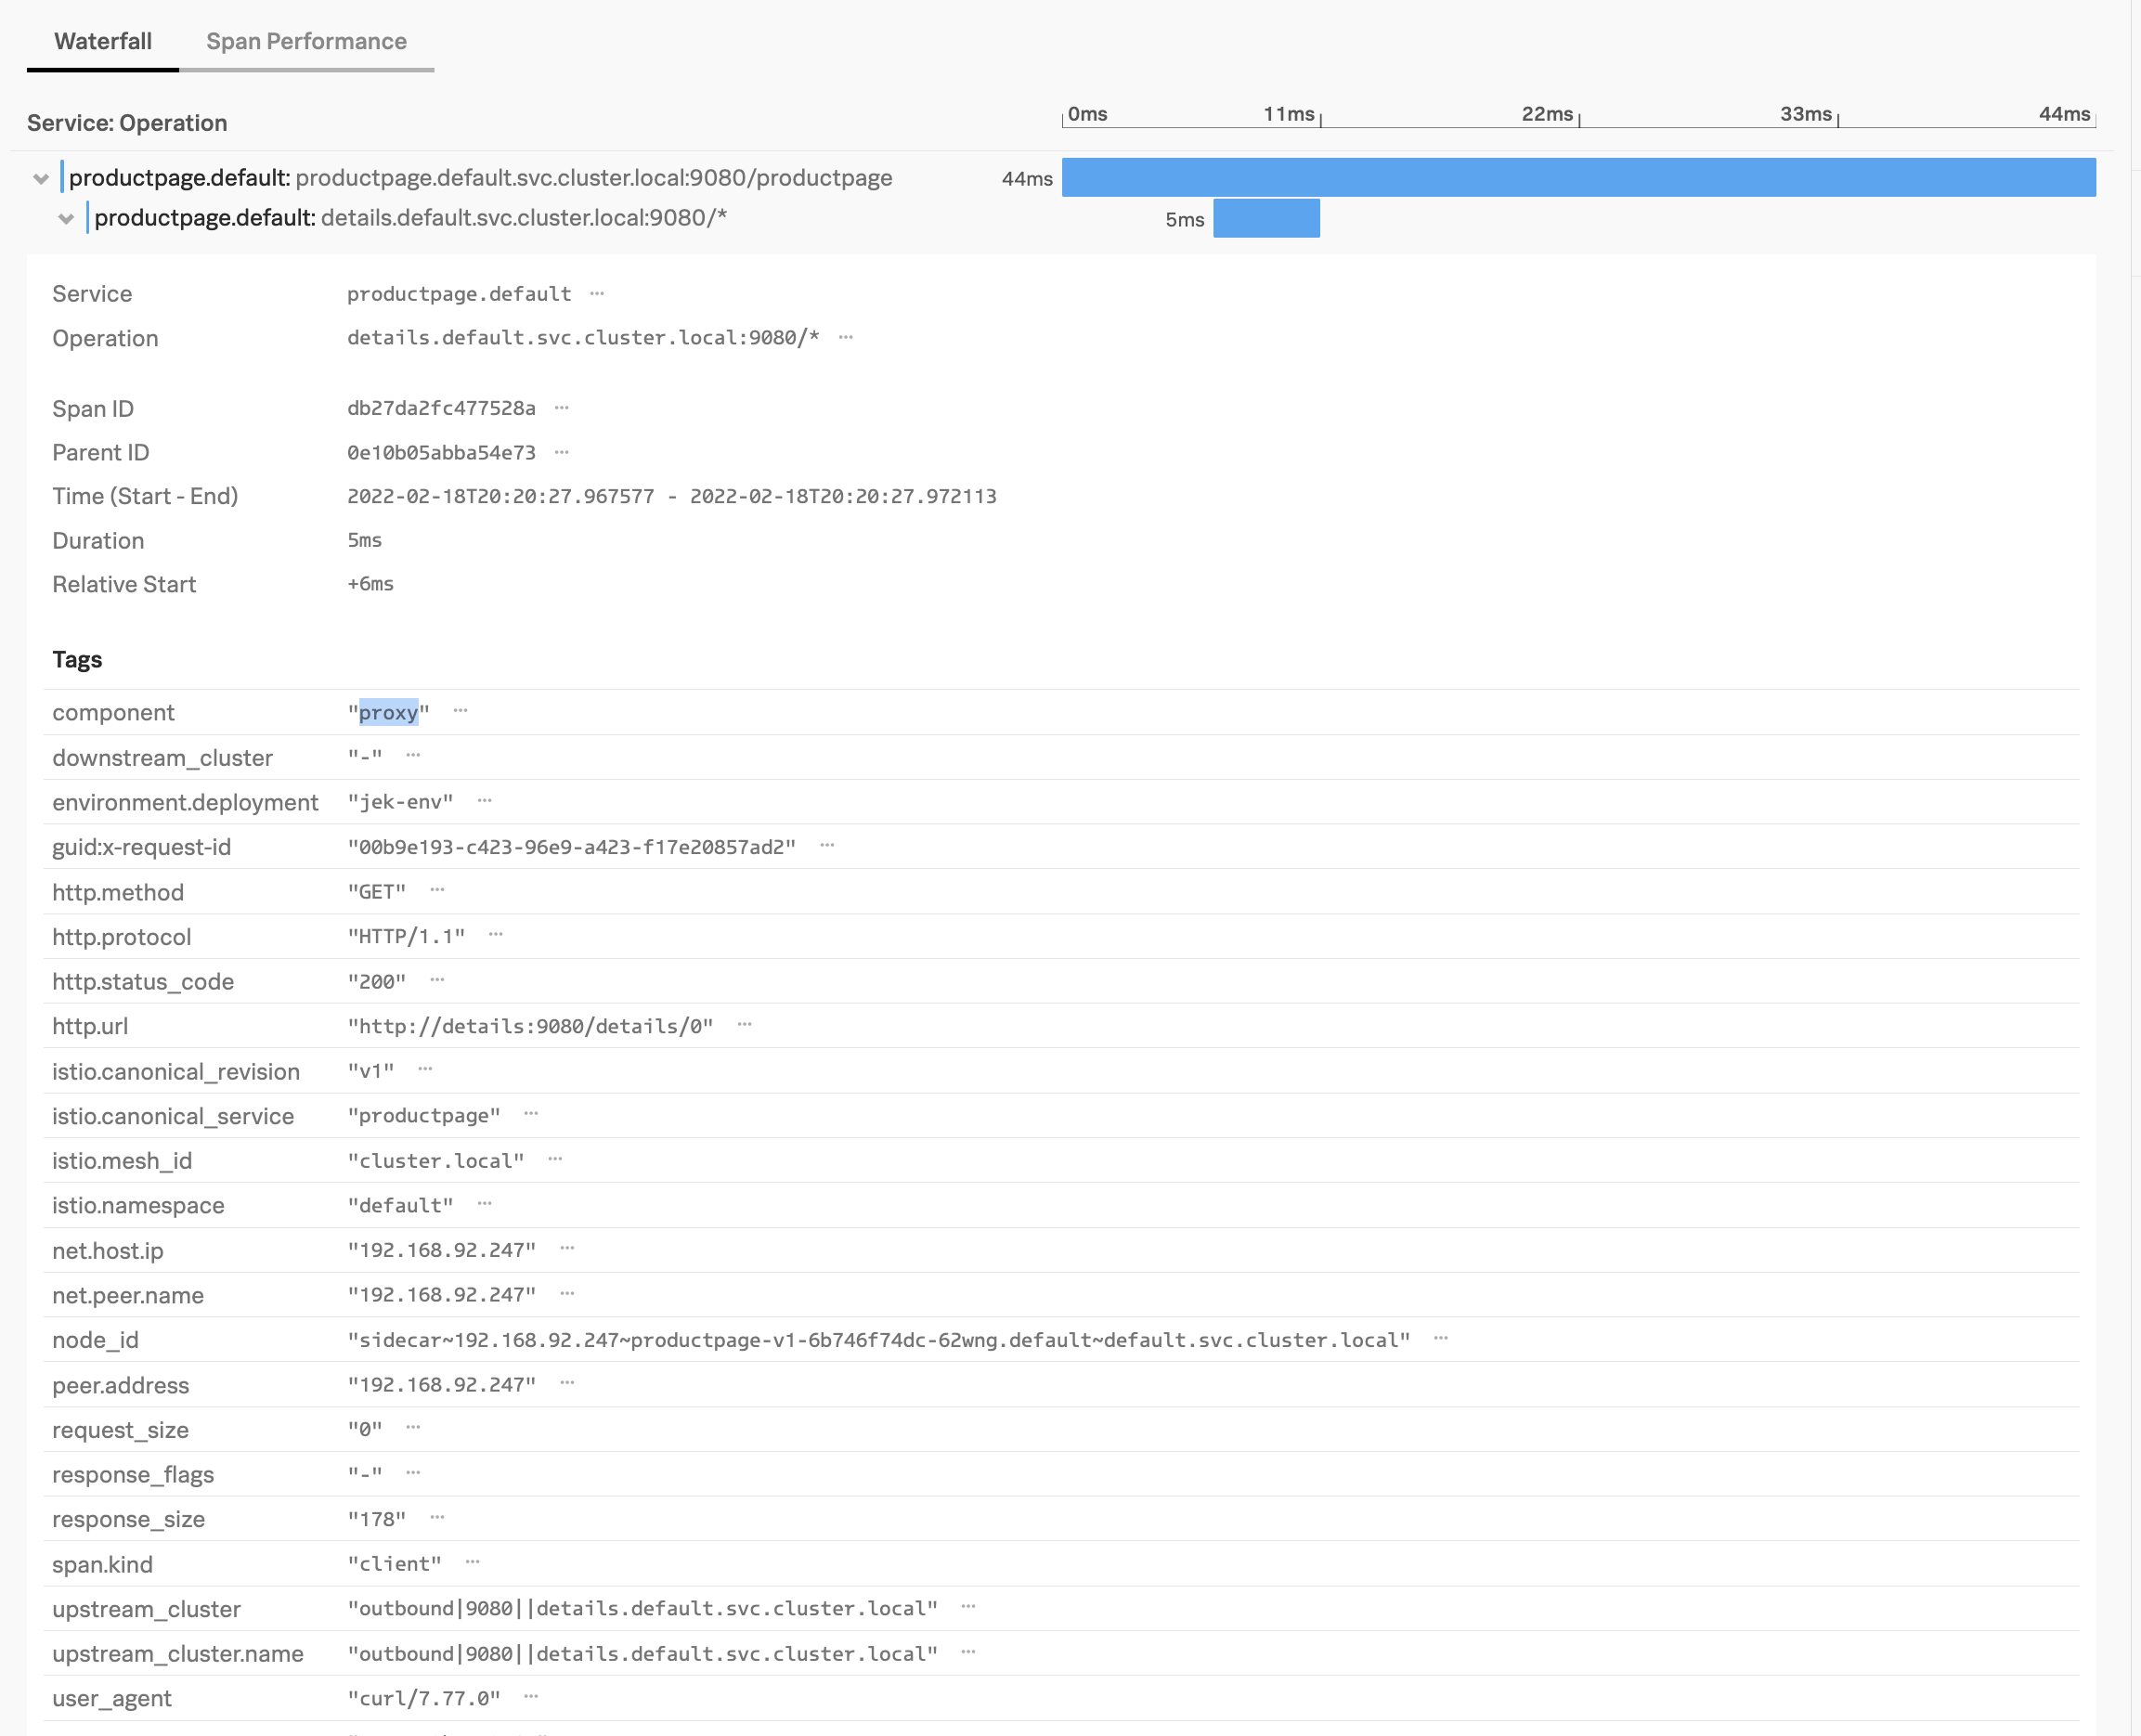 Waterfall Span Performance
Service: Operation 0ms 11ms 22ms 33ms 44ms
productpage.default: productpage.default.svc.cluster.local:9080/productpage 44ms
productpage.default: details.default.svc.cluster.local:9080/* 5ms
Service productpage.default ···
Operation details.default.svc.cluster.local:9080/* ···
Span ID db27da2fc477528a ···
Parent ID 0e10b05abba54e73 ···
Time (Start - End) 2022-02-18T20:20:27.967577 - 2022-02-18T20:20:27.972113
Duration 5ms
Relative Start +6ms
Tags
component "proxy" ···
downstream_cluster "-" ···
environment.deployment "jek-env" ···
guid:x-request-id "00b9e193-c423-96e9-a423-f17e20857ad2" ···
http.method "GET" ···
http.protocol "HTTP/1.1" ···
http.status_code "200" ···
http.url "http://details:9080/details/0" ···
istio.canonical_revision "v1" ···
istio.canonical_service "productpage" ···
istio.mesh_id "cluster.local" ···
istio.namespace "default" ···
net.host.ip "192.168.92.247" ···
net.peer.name "192.168.92.247" ···
node_id "sidecar~192.168.92.247~productpage-v1-6b746f74dc-62wng.default~default.svc.cluster.local" ···
peer.address "192.168.92.247" ···
request_size "0" ···
response_flags "-" ···
response_size "178" ···
span.kind "client" ···
upstream_cluster "outbound|9080||details.default.svc.cluster.local" ···
upstream_cluster.name "outbound|9080||details.default.svc.cluster.local" ···
user_agent "curl/7.77.0" ···